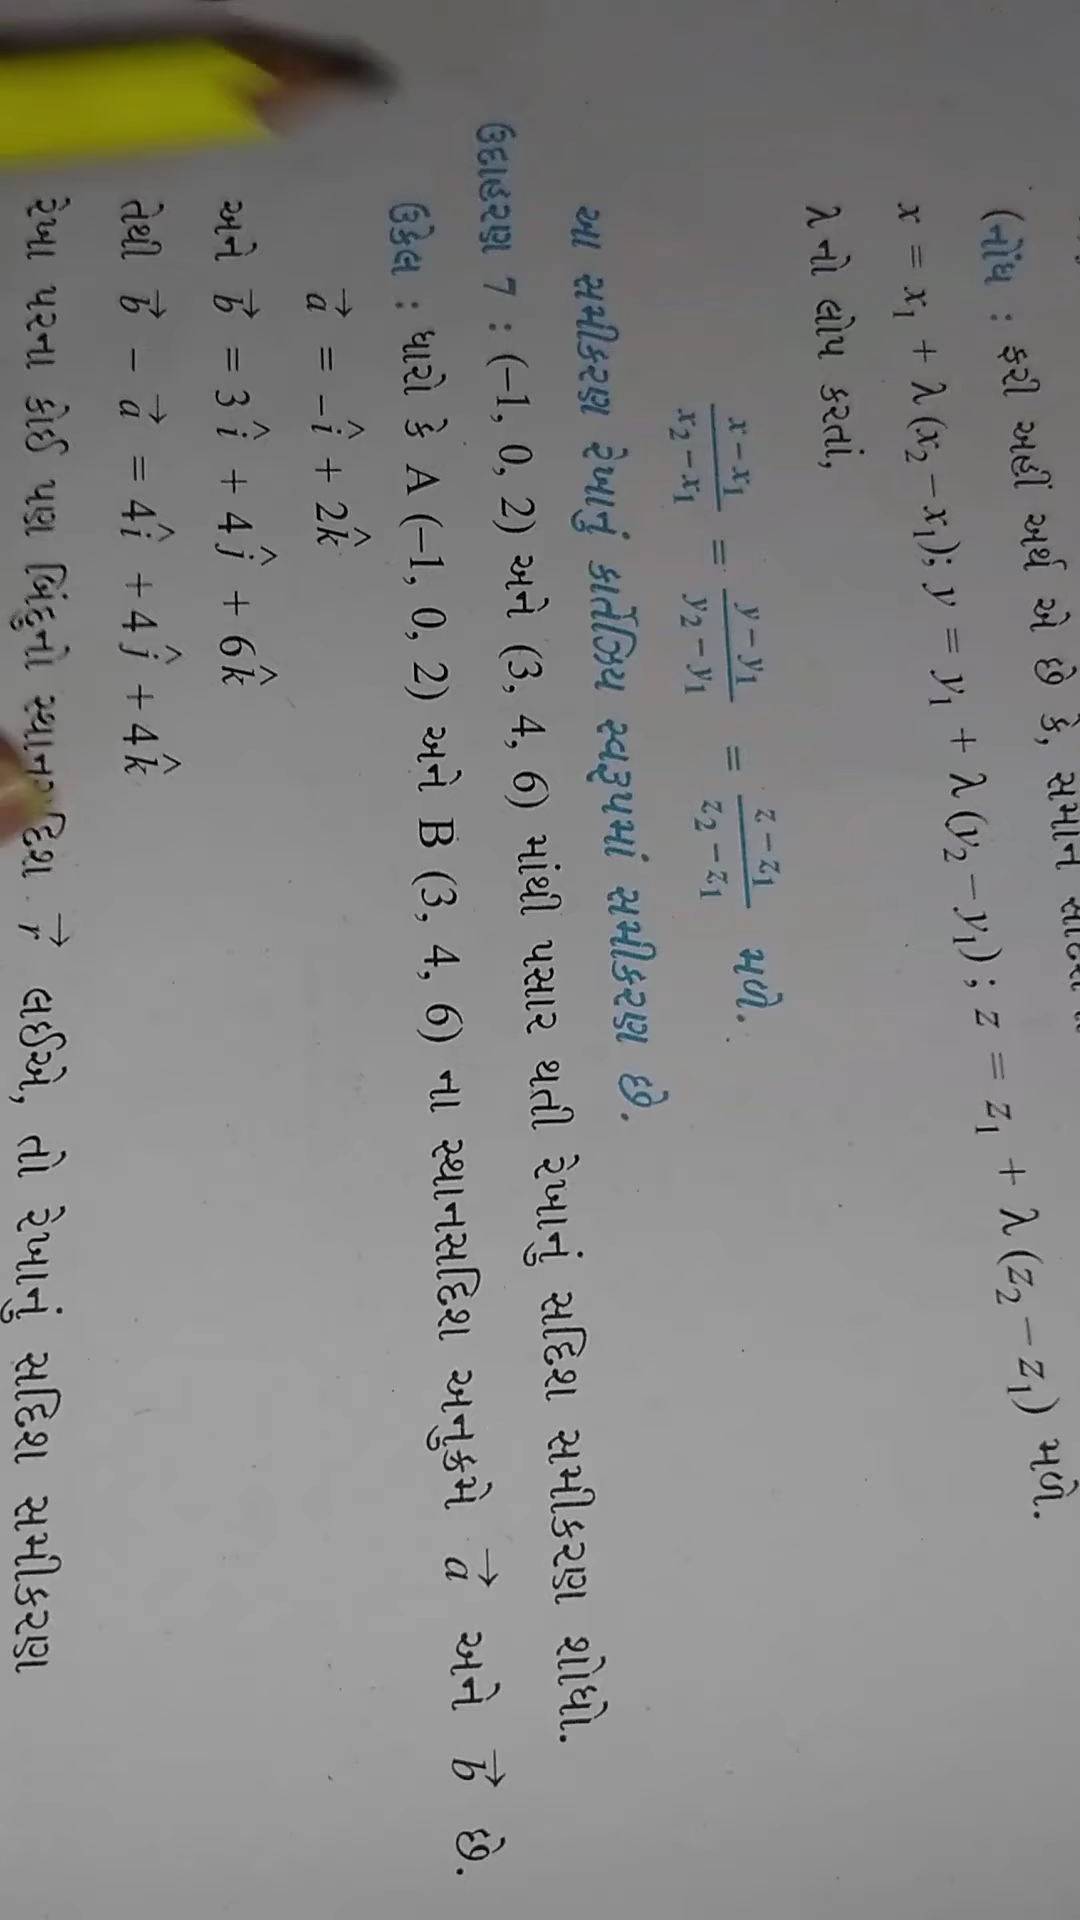 (નોંધ : ફરી અહીં અર્થ એ છે કે, સમાન
x = x₁ + λ(x₂ − x₁); y = y₁ + λ(y₂ − y₁); z = z₁ + λ(z₂ − z₁) મળે.
λનો લોપ કરતાં,
(x − x₁)/(x₂ − x₁) = (y − y₁)/(y₂ − y₁) = (z − z₁)/(z₂ − z₁) મળે.
આ સમીકરણ રેખાનું કાર્તેઝિય સ્વરૂપમાં સમીકરણ છે.
ઉદાહરણ 7 : (−1, 0, 2) અને (3, 4, 6) માંથી પસાર થતી રેખાનું સદિશ સમીકરણ શોધો.
ઉકેલ : ધારો કે A (−1, 0, 2) અને B (3, 4, 6) ના સ્થાનસદિશ અનુક્રમે a⃗ અને b⃗ છે.
a⃗ = −î + 2k̂
અને b⃗ = 3î + 4ĵ + 6k̂
તેથી b⃗ − a⃗ = 4î + 4ĵ + 4k̂
રેખા પરના કોઈ પણ બિંદુનો r⃗ લઈએ, તો રેખાનું સદિશ સમીકરણ